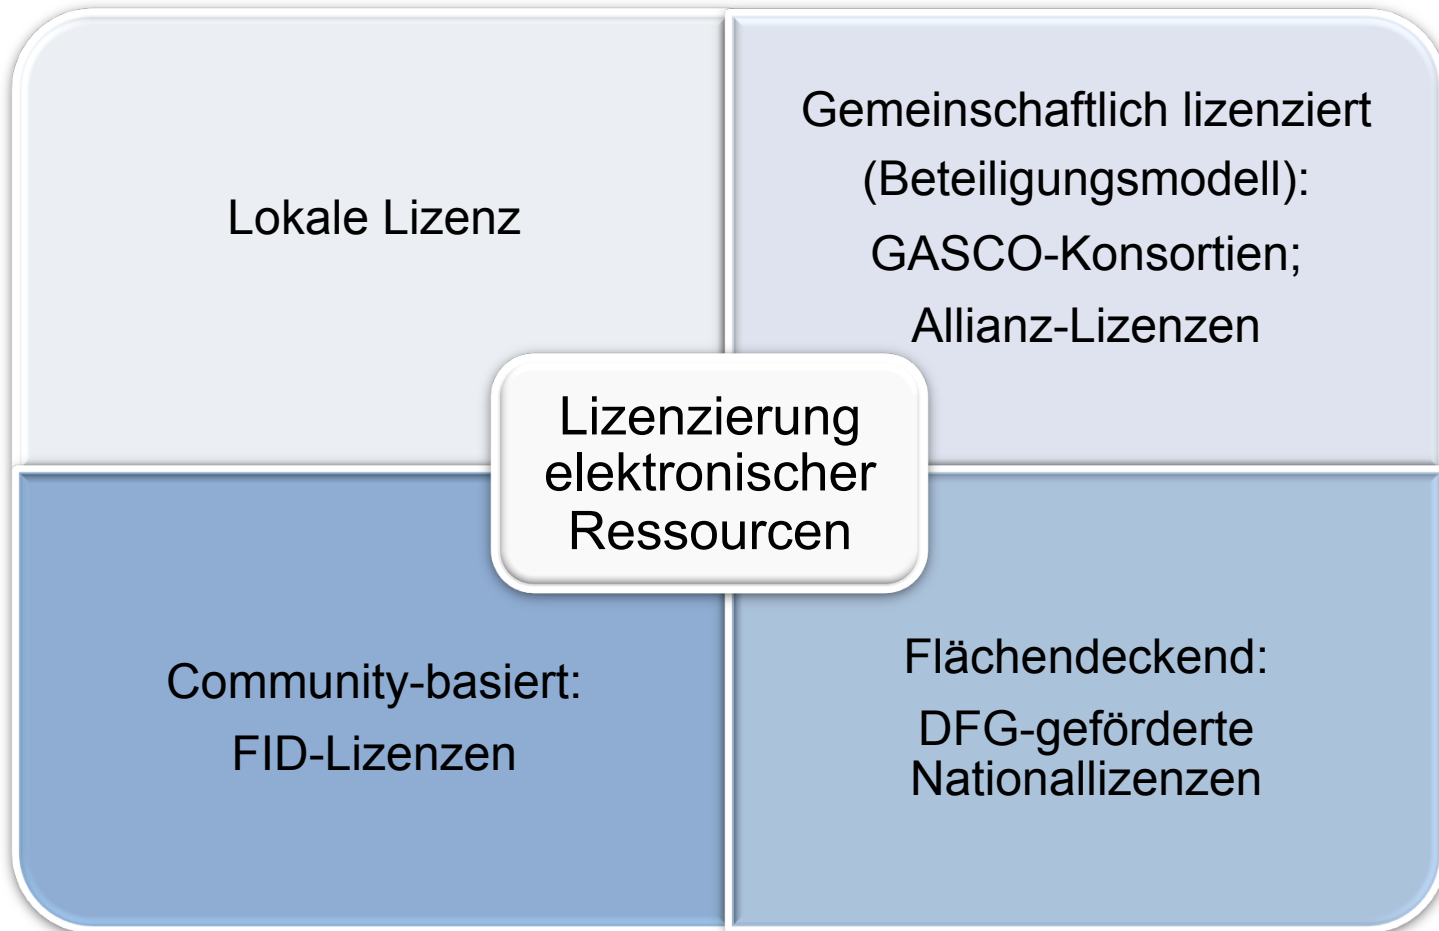 Lokale Lizenz
Gemeinschaftlich lizenziert
(Beteiligungsmodell):
GASCO-Konsortien;
Allianz-Lizenzen
Lizenzierung
elektronischer
Ressourcen
Community-basiert:
FID-Lizenzen
Flächendeckend:
DFG-geförderte
Nationallizenzen